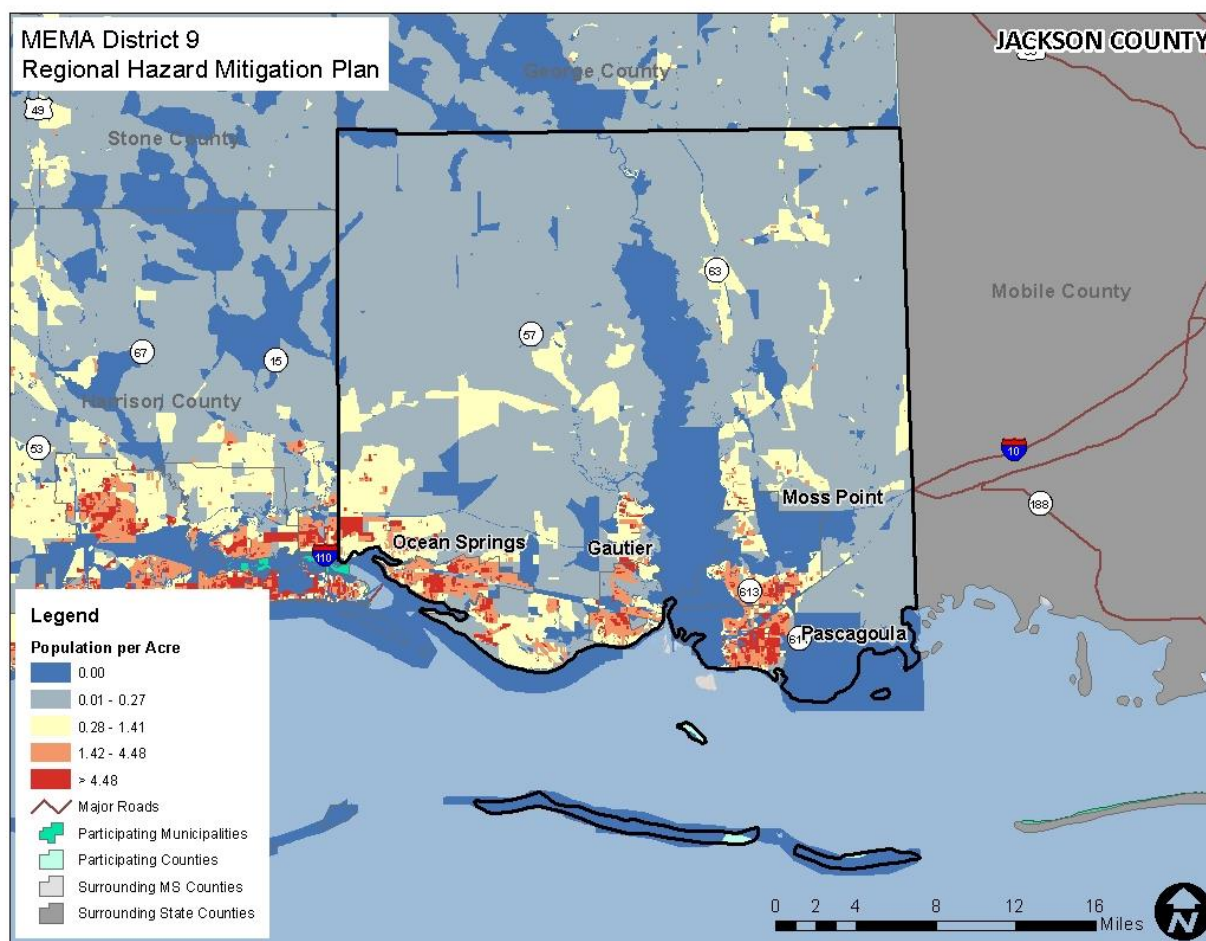 MEMA District 9
Regional Hazard Mitigation Plan
JACKSON COUNTY
George County
49
Stone County
63
Mobile County
57
67
15
Harrison County
53
10
Moss Point
188
Ocean Springs
Gautier
110
613
61
Pascagoula
Legend
Population per Acre
0.00
0.01 - 0.27
0.28 - 1.41
1.42 - 4.48
> 4.48
Major Roads
Participating Municipalities
Participating Counties
Surrounding MS Counties
Surrounding State Counties
0 2 4 8 12 16
Miles
N